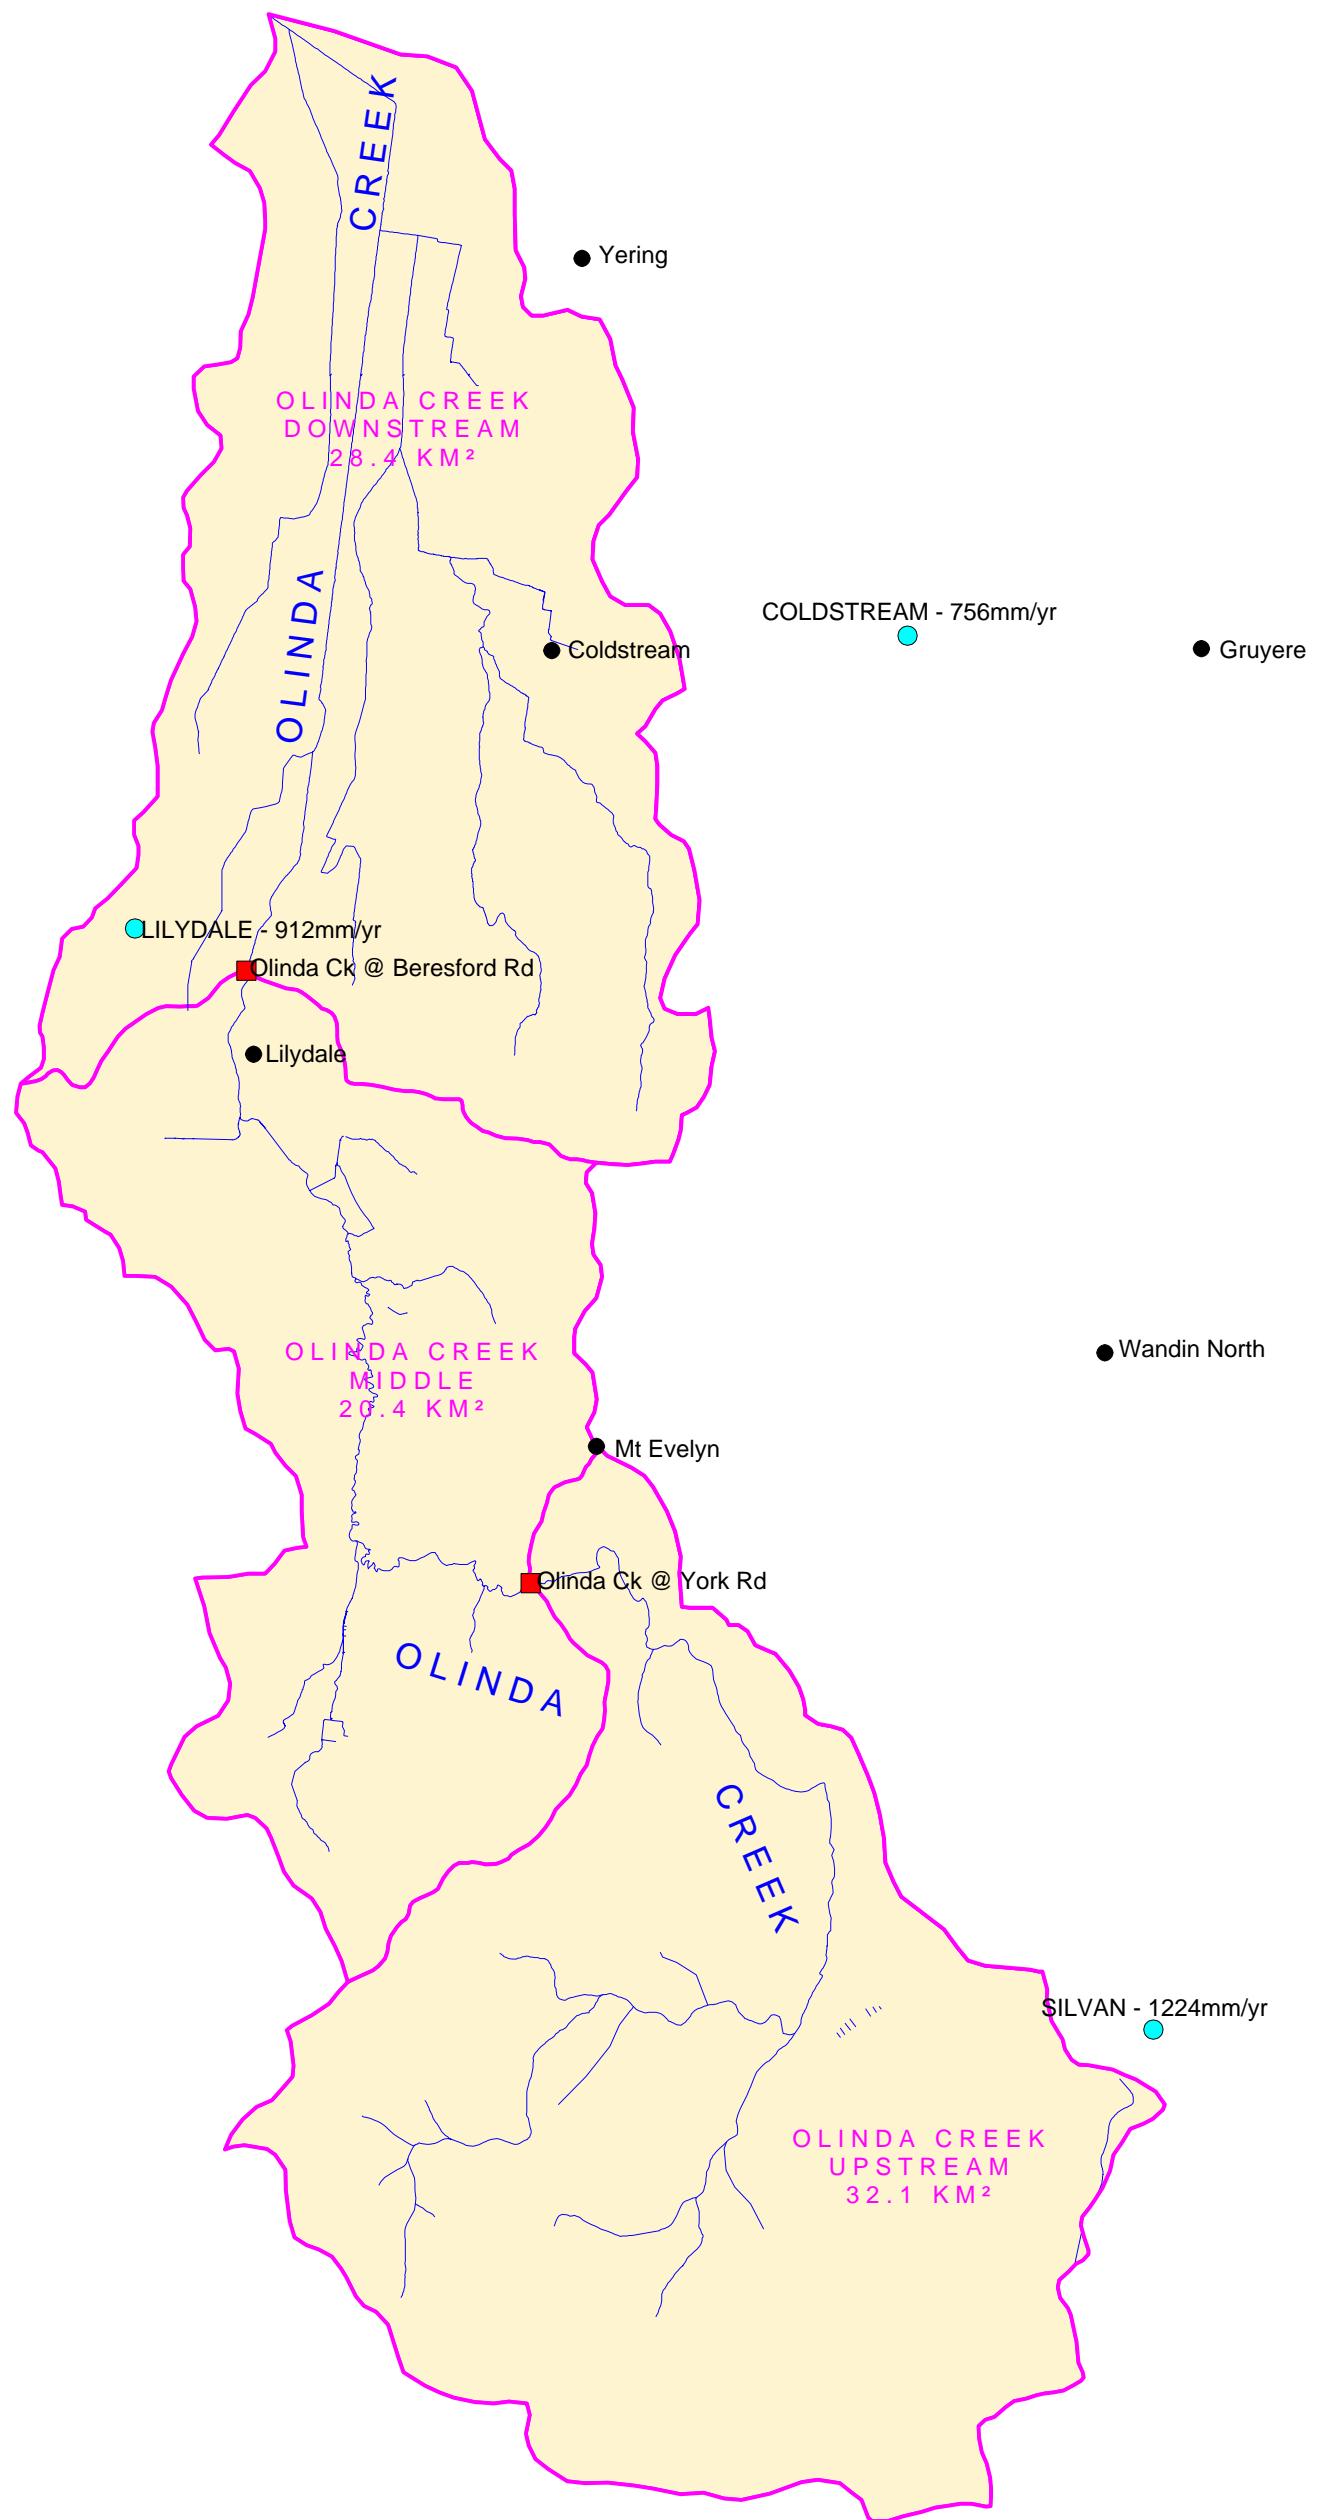 CREEK
Yering
OLINDA CREEK
DOWNSTREAM
28.4 KM²
OLINDA
COLDSTREAM - 756mm/yr
Coldstream
Gruyere
LILYDALE - 912mm/yr
Olinda Ck @ Beresford Rd
Lilydale
OLINDA CREEK
MIDDLE
20.4 KM²
Wandin North
Mt Evelyn
Olinda Ck @ York Rd
OLINDA
CREEK
SILVAN - 1224mm/yr
OLINDA CREEK
UPSTREAM
32.1 KM²